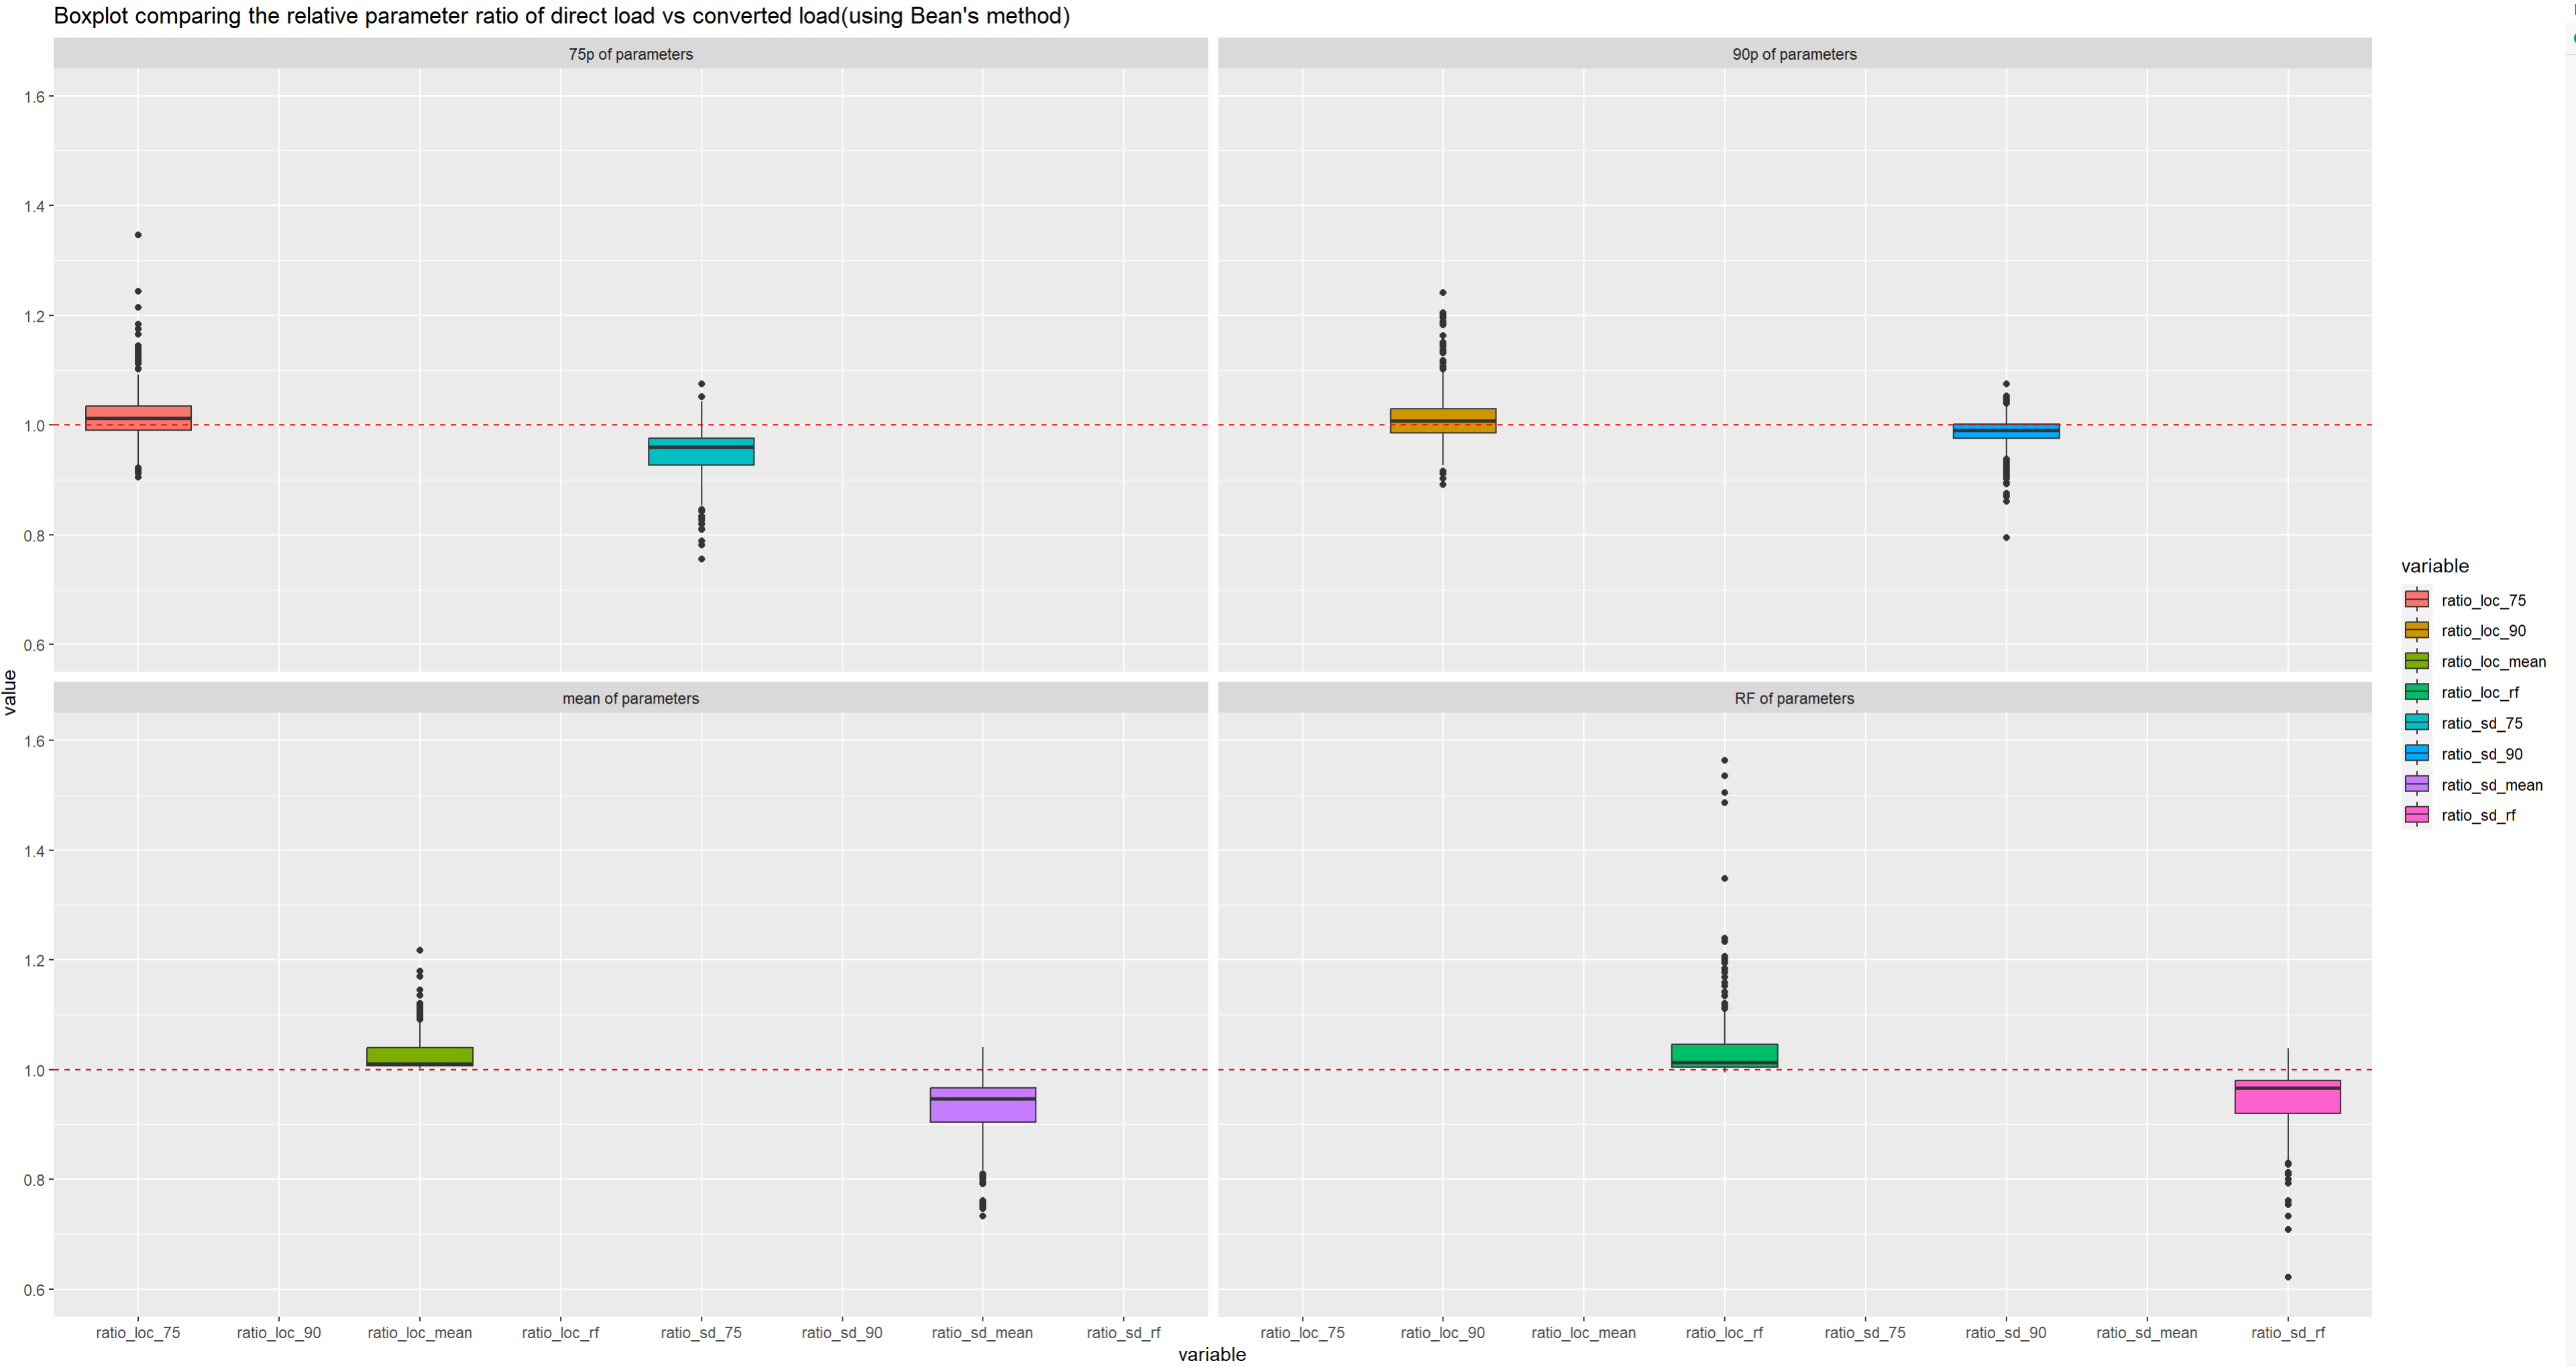 Boxplot comparing the relative parameter ratio of direct load vs converted load(using Bean's method)
75p of parameters
90p of parameters
1.6
1.4
1.2
1.0
0.8
0.6
mean of parameters
RF of parameters
1.6
1.4
1.2
1.0
0.8
0.6
value
ratio_loc_75 ratio_loc_90 ratio_loc_mean ratio_loc_rf ratio_sd_75 ratio_sd_90 ratio_sd_mean ratio_sd_rf
ratio_loc_75 ratio_loc_90 ratio_loc_mean ratio_loc_rf ratio_sd_75 ratio_sd_90 ratio_sd_mean ratio_sd_rf
variable
variable
ratio_loc_75
ratio_loc_90
ratio_loc_mean
ratio_loc_rf
ratio_sd_75
ratio_sd_90
ratio_sd_mean
ratio_sd_rf